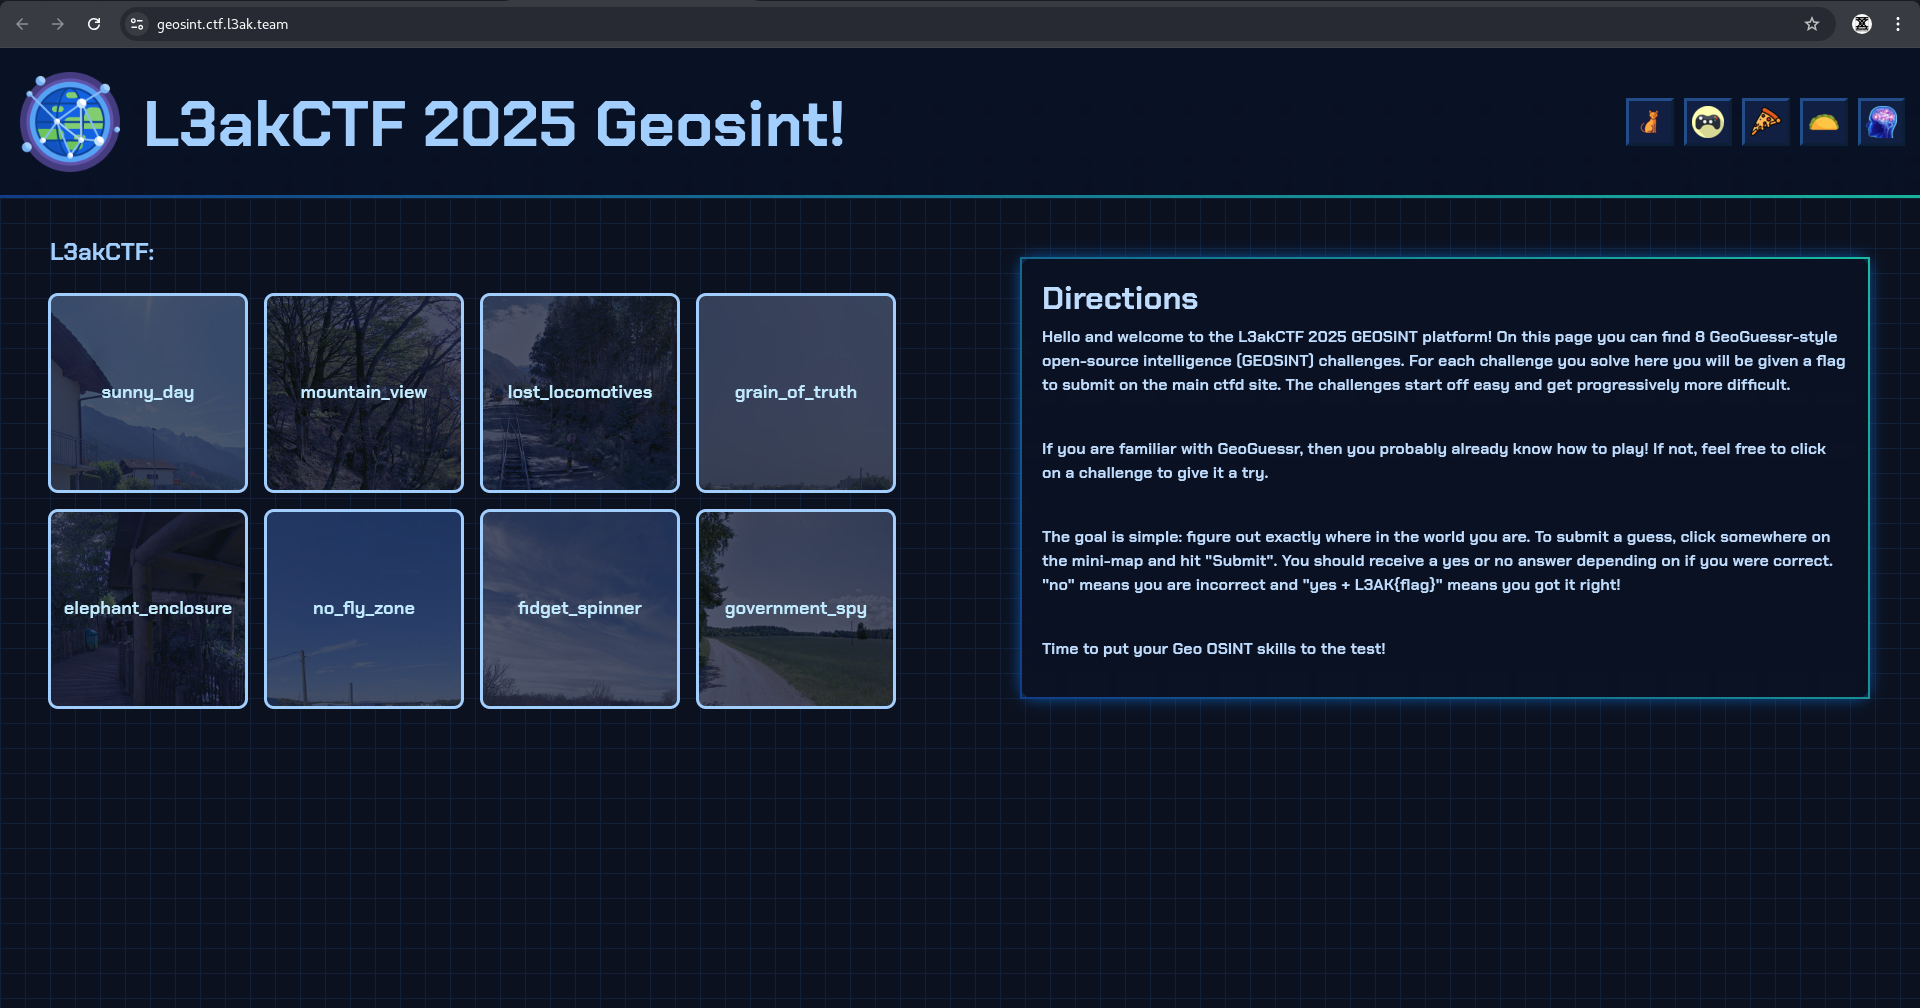 geosint.ctf.l3ak.team
L3akCTF 2025 Geosint!
L3akCTF:
sunny_day
mountain_view
lost_locomotives
grain_of_truth
elephant_enclosure
no_fly_zone
fidget_spinner
government_spy
Directions
Hello and welcome to the L3akCTF 2025 GEOSINT platform! On this page you can find 8 GeoGuessr-style
open-source intelligence (GEOSINT) challenges. For each challenge you solve here you will be given a flag
to submit on the main ctfd site. The challenges start off easy and get progressively more difficult.
If you are familiar with GeoGuessr, then you probably already know how to play! If not, feel free to click
on a challenge to give it a try.
The goal is simple: figure out exactly where in the world you are. To submit a guess, click somewhere on
the mini-map and hit "Submit". You should receive a yes or no answer depending on if you were correct.
"no" means you are incorrect and "yes + L3AK{flag}" means you got it right!
Time to put your Geo OSINT skills to the test!